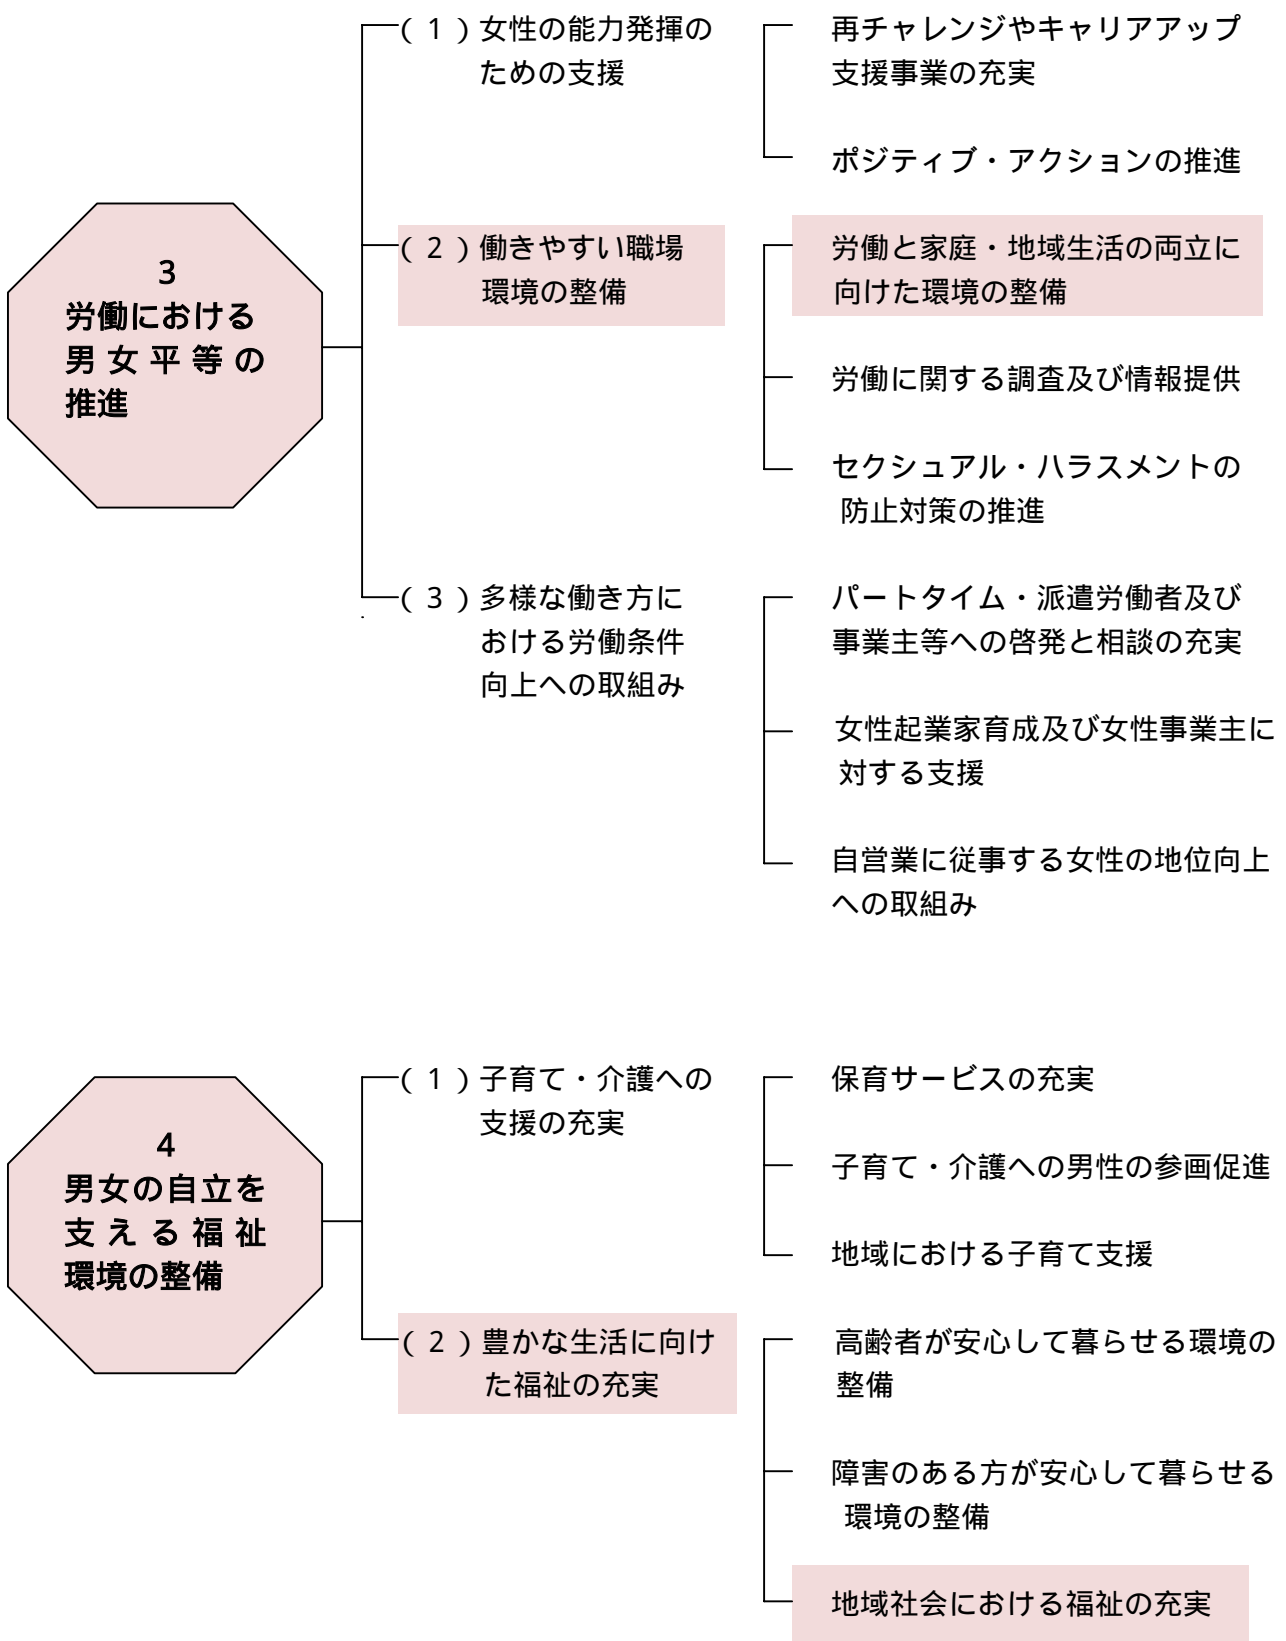 3
労働における
男女平等の
推進
(1)女性の能力発揮の
ための支援
再チャレンジやキャリアアップ
支援事業の充実
ポジティブ・アクションの推進
(2)働きやすい職場
環境の整備
労働と家庭・地域生活の両立に
向けた環境の整備
労働に関する調査及び情報提供
セクシュアル・ハラスメントの
防止対策の推進
(3)多様な働き方に
おける労働条件
向上への取組み
パートタイム・派遣労働者及び
事業主等への啓発と相談の充実
女性起業家育成及び女性事業主に
対する支援
自営業に従事する女性の地位向上
への取組み
4
男女の自立を
支える福祉
環境の整備
(1)子育て・介護への
支援の充実
保育サービスの充実
子育て・介護への男性の参画促進
地域における子育て支援
(2)豊かな生活に向け
た福祉の充実
高齢者が安心して暮らせる環境の
整備
障害のある方が安心して暮らせる
環境の整備
地域社会における福祉の充実